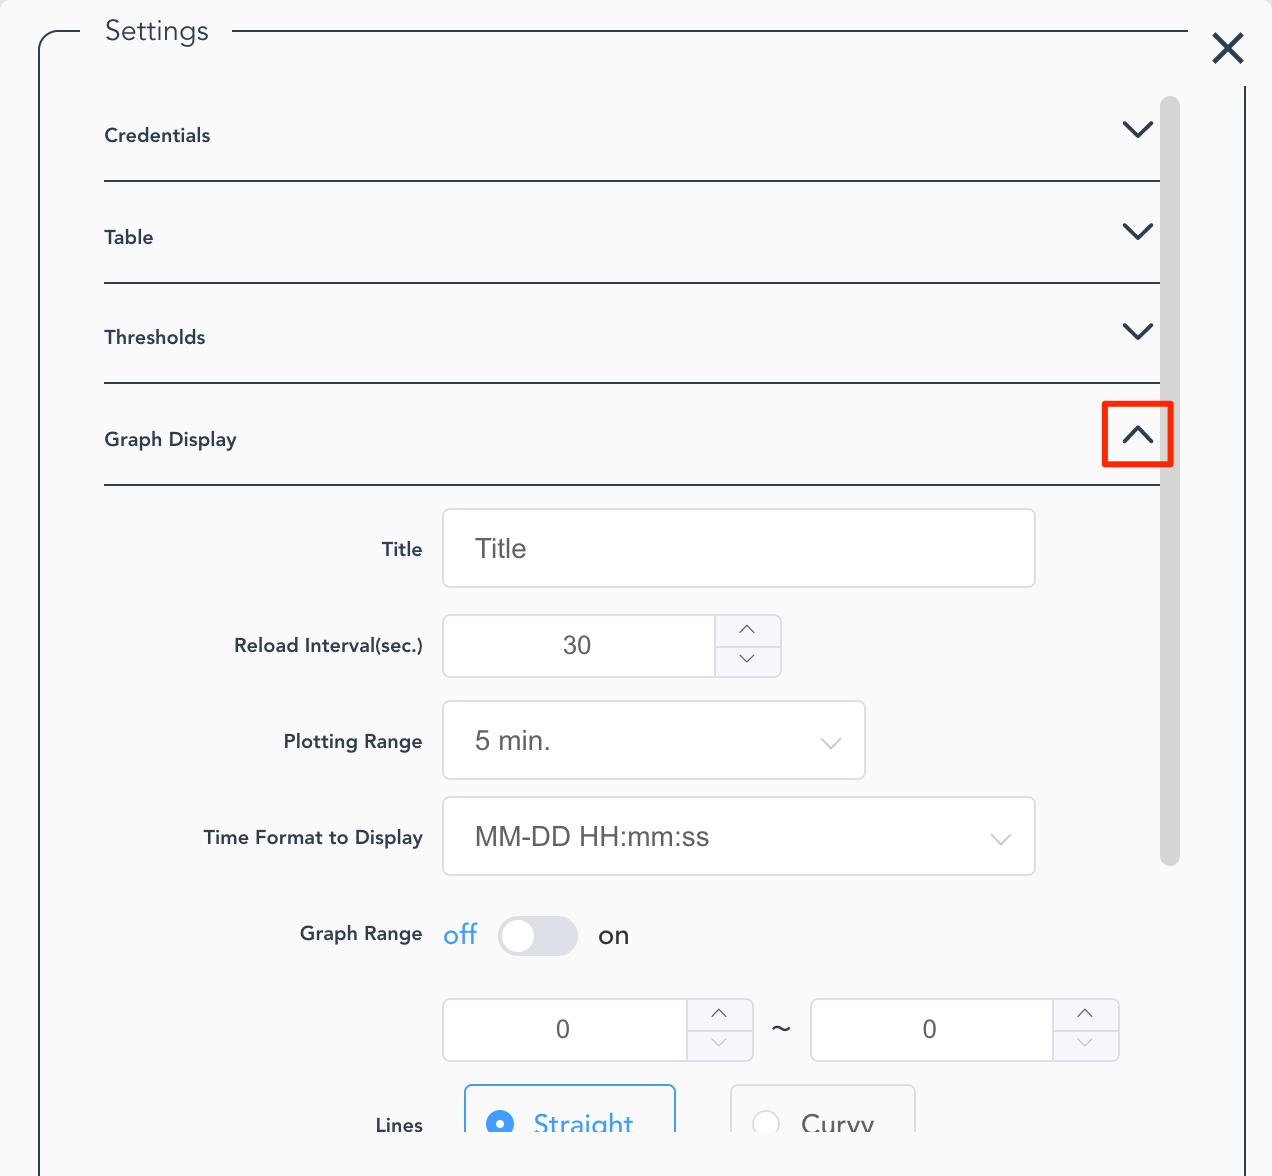 Settings
Credentials
Table
Thresholds
Graph Display
Title Title
Reload Interval(sec.) 30
Plotting Range 5 min.
Time Format to Display MM-DD HH:mm:ss
Graph Range off on
0 ~ 0
Lines Straight Curvy